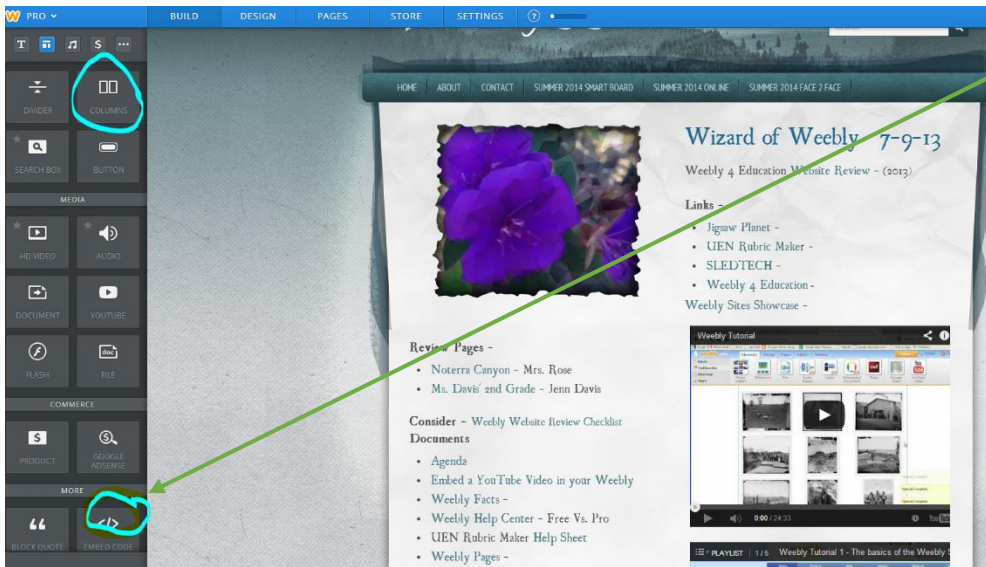 PRO
BUILD DESIGN PAGES STORE SETTINGS ?
T $ ...
DIVIDER COLUMNS
SEARCH BOX BUTTON
MEDIA
HD VIDEO AUDIO
DOCUMENT YOUTUBE
FLASH FILE
COMMERCE
PRODUCT GOOGLE ADSENSE
MORE
BLOCK QUOTE EMBED CODE
HOME ABOUT CONTACT SUMMER 2014 SMART BOARD SUMMER 2014 ONLINE SUMMER 2014 FACE 2 FACE
Review Pages -
• Noterra Canyon - Mrs. Rose
• Ms. Davis' 2nd Grade - Jenn Davis
Consider - Weebly Website Review Checklist
Documents
• Agenda
• Embed a YouTube Video in your Weebly
• Weebly Facts -
• Weebly Help Center - Free Vs. Pro
• UEN Rubric Maker Help Sheet
• Weebly Pages -
Wizard of Weebly - 7-9-13
Weebly 4 Education Website Review - (2013)
Links -
• Jigsaw Planet -
• UEN Rubric Maker -
• SLEDTECH -
• Weebly 4 Education -
Weebly Sites Showcase -
Weebly Tutorial
0:00 / 24:33
PLAYLIST 1/5 Weebly Tutorial 1 - The basics of the Weebly